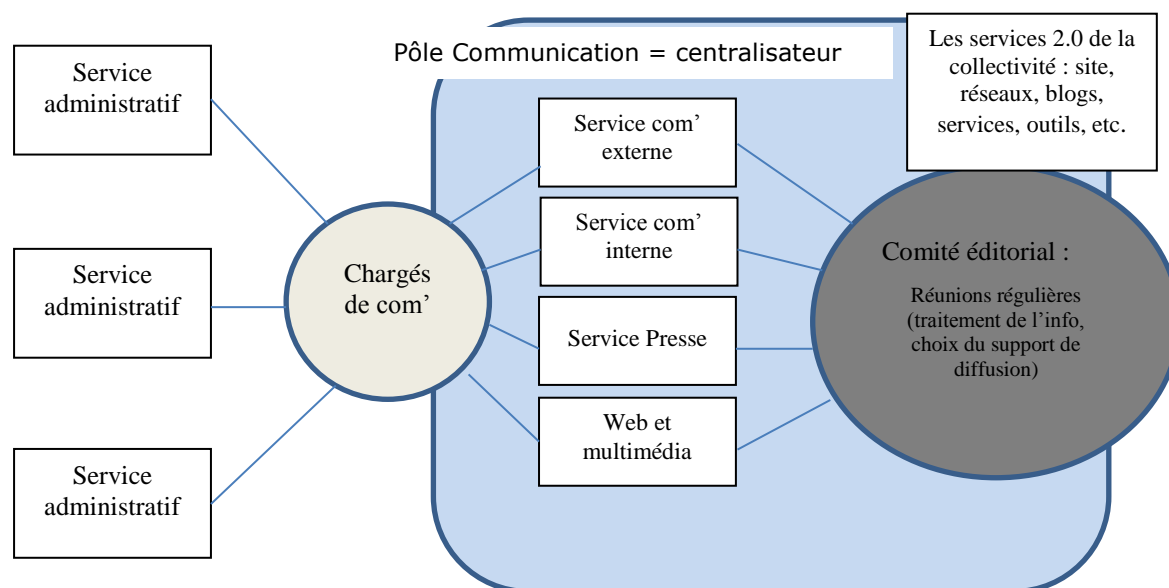 Pôle Communication = centralisateur
Les services 2.0 de la
collectivité : site,
réseaux, blogs,
services, outils, etc.
Service
administratif
Service
administratif
Service
administratif
Chargés
de com’
Service com’
externe
Service com’
interne
Service Presse
Web et
multimédia
Comité éditorial :
Réunions régulières
(traitement de l’info,
choix du support de
diffusion)